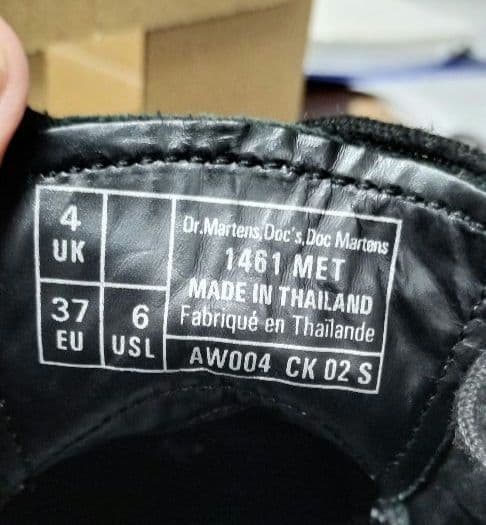 4
UK
37
EU
6
USL
Dr.Martens,Doc's,Doc Martens
1461 MET
MADE IN THAILAND
Fabriqué en Thaïlande
AW004 CK 02 S